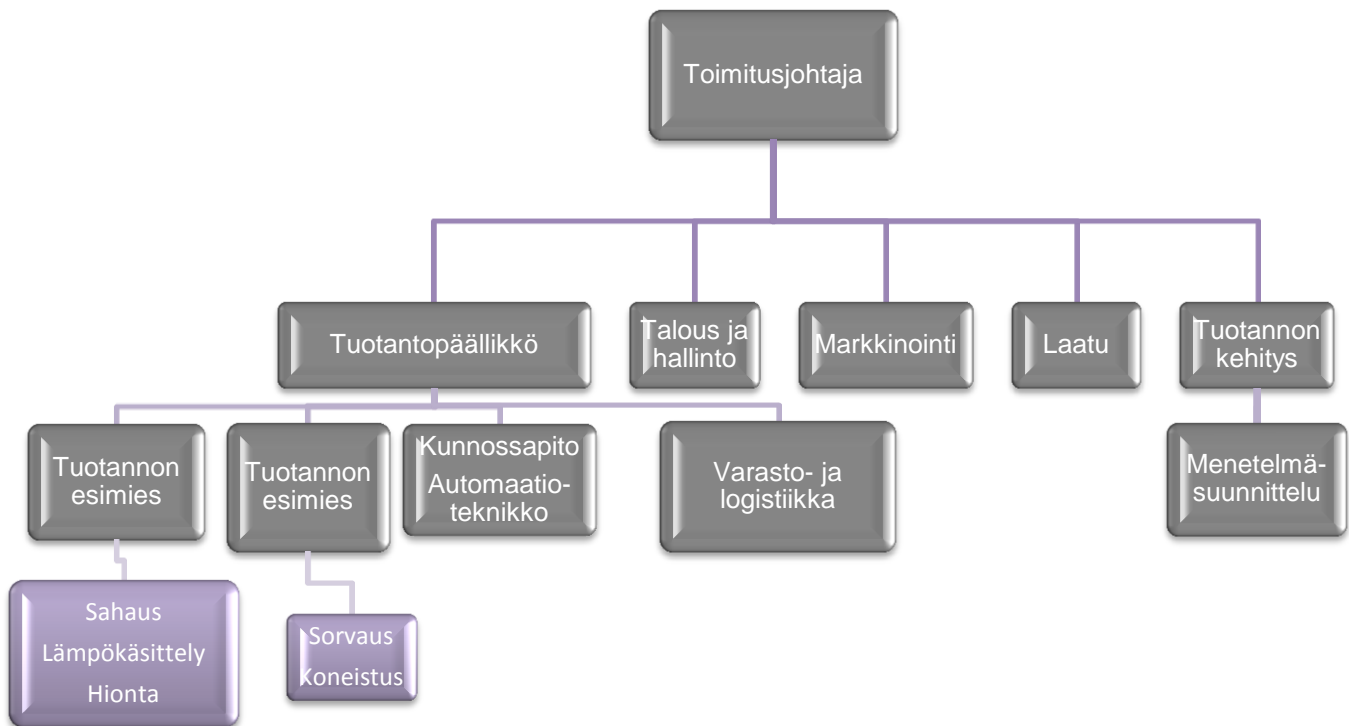 Toimitusjohtaja
Tuotantopäällikkö
Talous ja
hallinto
Markkinointi
Laatu
Tuotannon
kehitys
Tuotannon
esimies
Tuotannon
esimies
Kunnossapito
Automaatio-
teknikko
Varasto- ja
logistiikka
Menetelmä-
suunnittelu
Sahaus
Lämpökäsittely
Hionta
Sorvaus
Koneistus